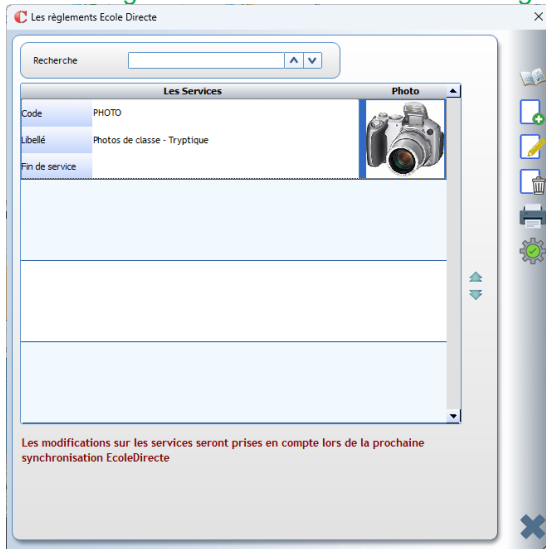 Les règlements Ecole Directe
Recherche
Les Services Photo
Code PHOTO
Libellé Photos de classe - Tryptique
Fin de service
Les modifications sur les services seront prises en compte lors de la prochaine
synchronisation EcoleDirecte